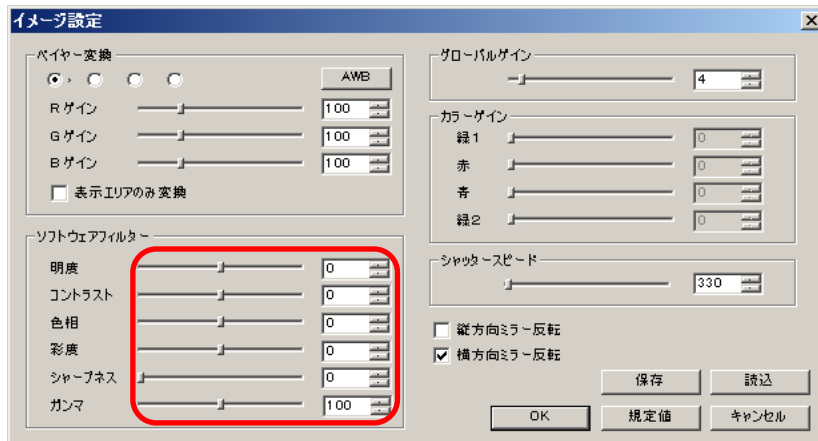 イメージ設定
ベイヤー変換
AWB
Rゲイン 100
Gゲイン 100
Bゲイン 100
表示エリアのみ変換
ソフトウェアフィルター
明度 0
コントラスト 0
色相 0
彩度 0
シャープネス 0
ガンマ 100
グローバルゲイン
4
カラーゲイン
緑1 0
赤 0
青 0
緑2 0
シャッタースピード
330
縦方向ミラー反転
横方向ミラー反転
保存 読込
OK 規定値 キャンセル